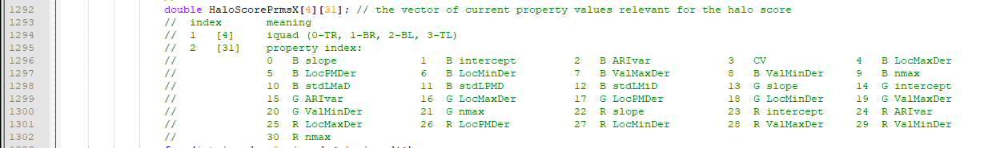 1292 double HaloScorePrmsX[4][31]; // the vector of current property values relevant for the halo score
1293 // index meaning
1294 // 1 [4] iquad (0-TR, 1-BR, 2-BL, 3-TL)
1295 // 2 [31] property index:
1296 // 0 B slope 1 B intercept 2 B ARIvar 3 CV 4 B LocMaxDer
1297 // 5 B LocPMDer 6 B LocMinDer 7 B ValMaxDer 8 B ValMinDer 9 B nmax
1298 // 10 B stdLMaD 11 B stdLPMD 12 B stdLMiD 13 G slope 14 G intercept
1299 // 15 G ARIvar 16 G LocMaxDer 17 G LocPMDer 18 G LocMinDer 19 G ValMaxDer
1300 // 20 G ValMinDer 21 G nmax 22 R slope 23 R intercept 24 R ARIvar
1301 // 25 R LocMaxDer 26 R LocPMDer 27 R LocMinDer 28 R ValMaxDer 29 R ValMinDer
1302 // 30 R nmax